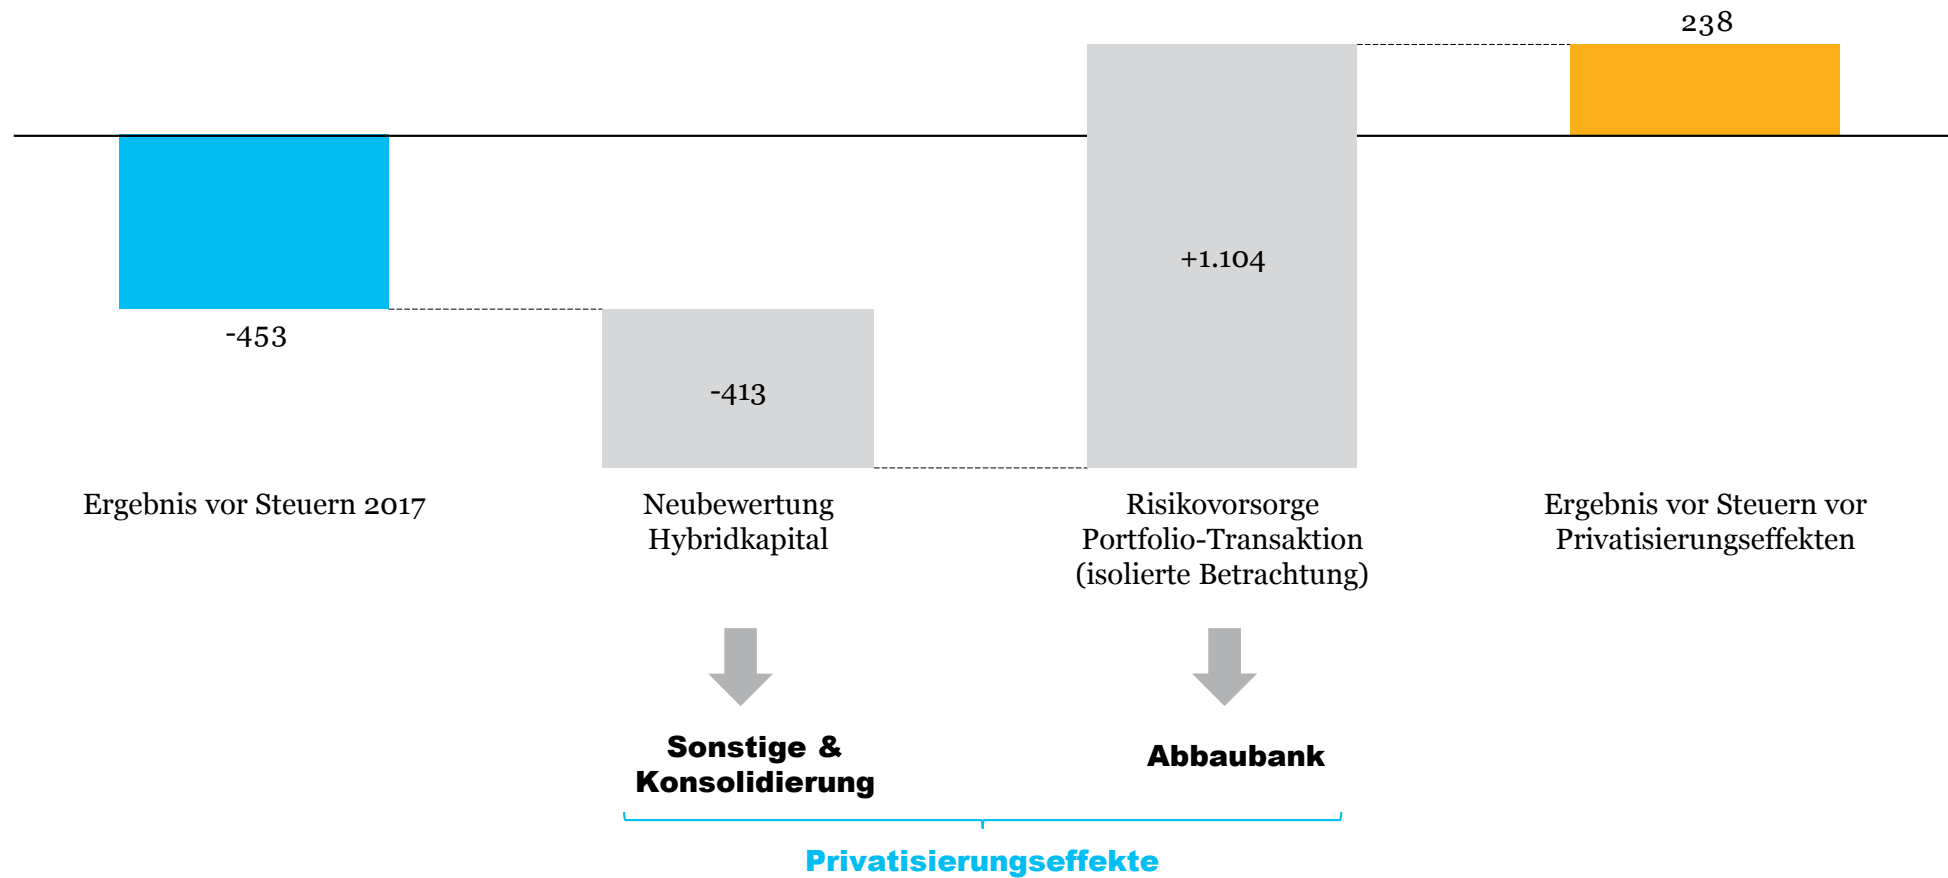 238
+1.104
-453
-413
Ergebnis vor Steuern 2017
Neubewertung
Hybridkapital
Risikovorsorge
Portfolio-Transaktion
(isolierte Betrachtung)
Ergebnis vor Steuern vor
Privatisierungseffekten
Sonstige &
Konsolidierung
Abbaubank
Privatisierungseffekte